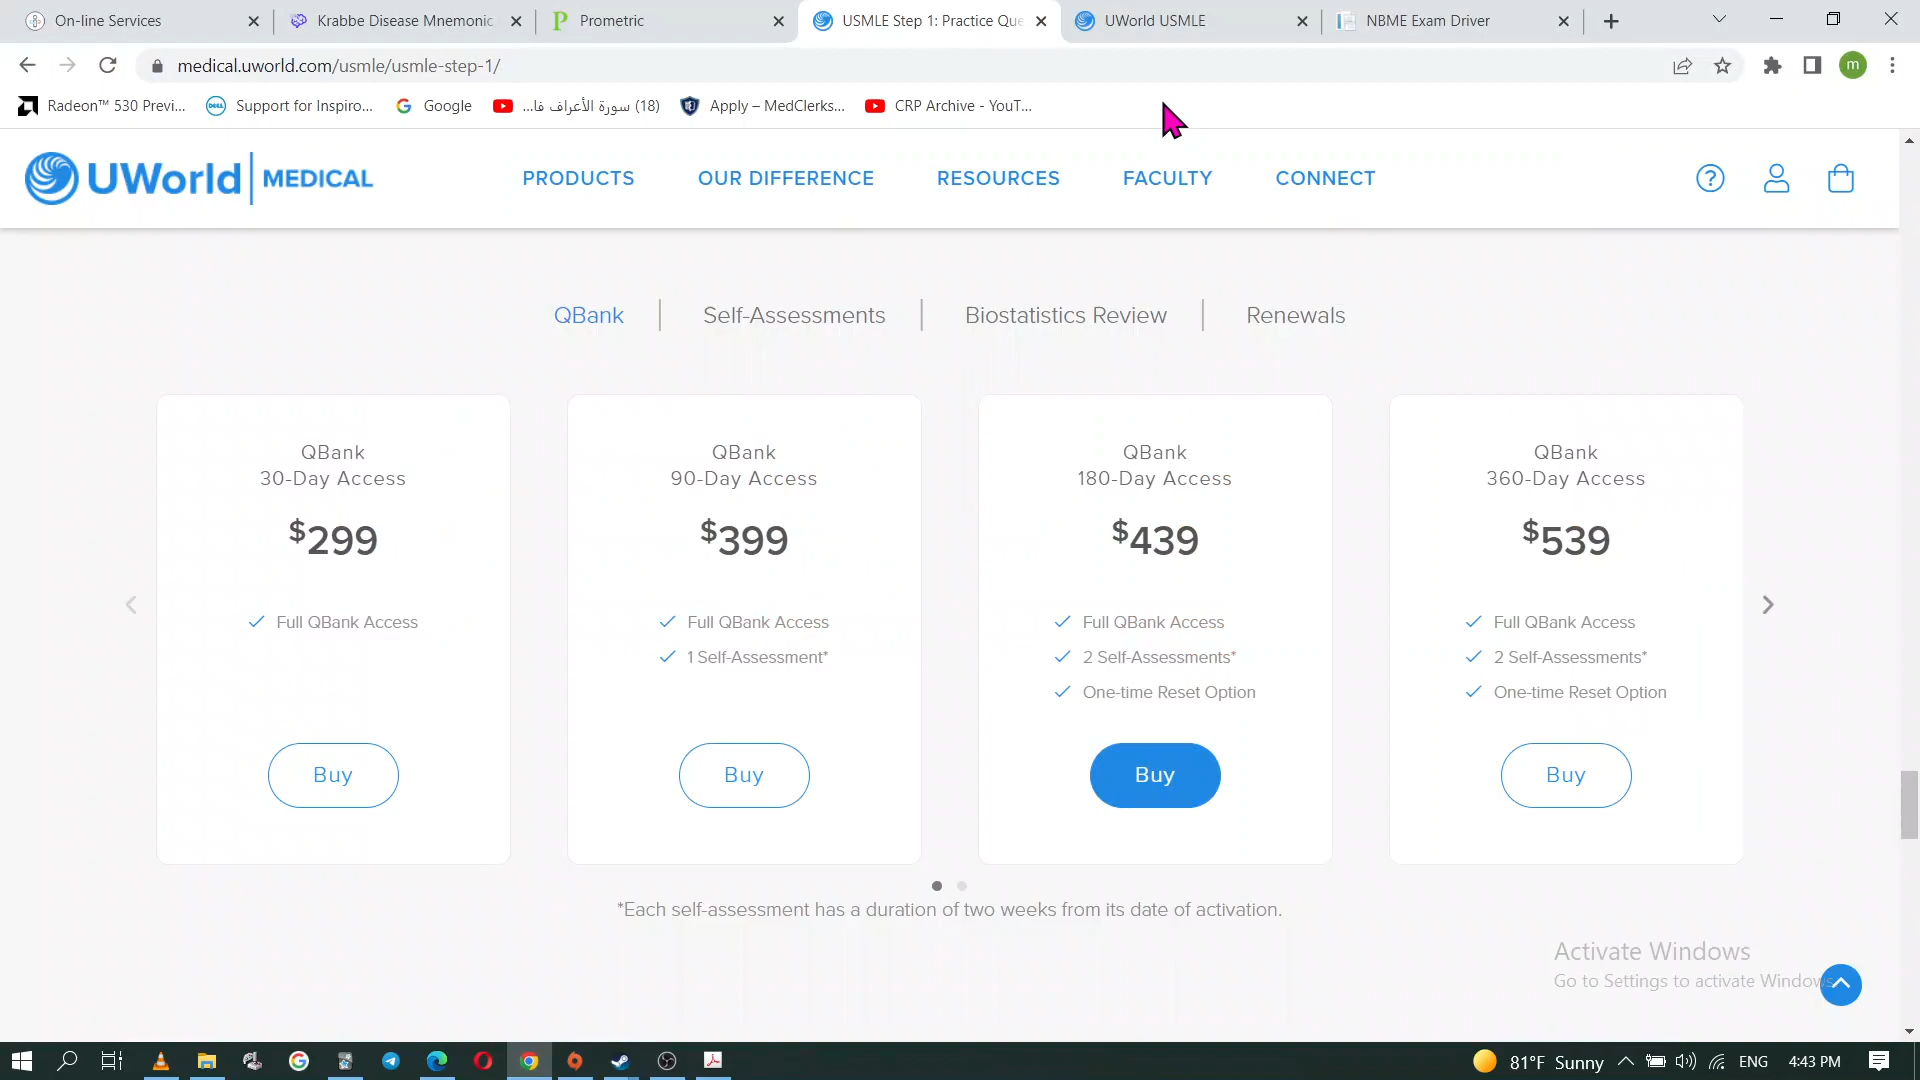 On-line Services
Krabbe Disease Mnemonic
Prometric
USMLE Step 1: Practice Que
UWorld USMLE
NBME Exam Driver
medical.uworld.com/usmle/usmle-step-1/
m
Radeon™ 530 Previ...
Support for Inspiro...
Google
(18) سورة الأعراف فا...
Apply – MedClerks...
CRP Archive - YouT...
UWorld MEDICAL
PRODUCTS
OUR DIFFERENCE
RESOURCES
FACULTY
CONNECT
QBank
Self-Assessments
Biostatistics Review
Renewals
QBank
30-Day Access
$299
Full QBank Access
Buy
QBank
90-Day Access
$399
Full QBank Access
1 Self-Assessment*
Buy
QBank
180-Day Access
$439
Full QBank Access
2 Self-Assessments*
One-time Reset Option
Buy
QBank
360-Day Access
$539
Full QBank Access
2 Self-Assessments*
One-time Reset Option
Buy
*Each self-assessment has a duration of two weeks from its date of activation.
Activate Windows
Go to Settings to activate Windows
81°F Sunny
ENG
4:43 PM